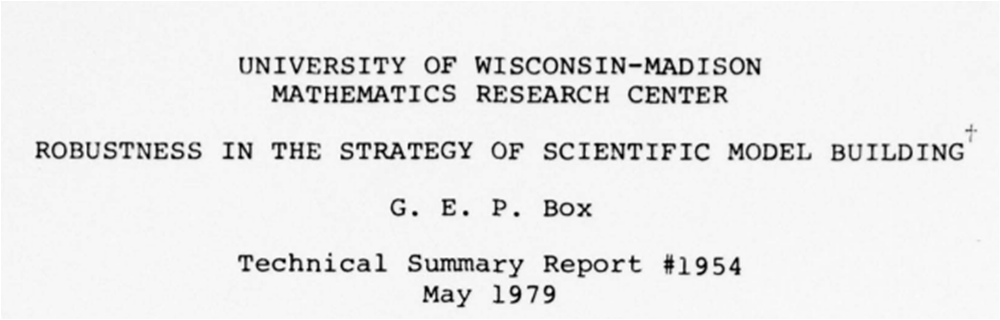 UNIVERSITY OF WISCONSIN-MADISON
MATHEMATICS RESEARCH CENTER
ROBUSTNESS IN THE STRATEGY OF SCIENTIFIC MODEL BUILDING†
G. E. P. Box
Technical Summary Report #1954
May 1979